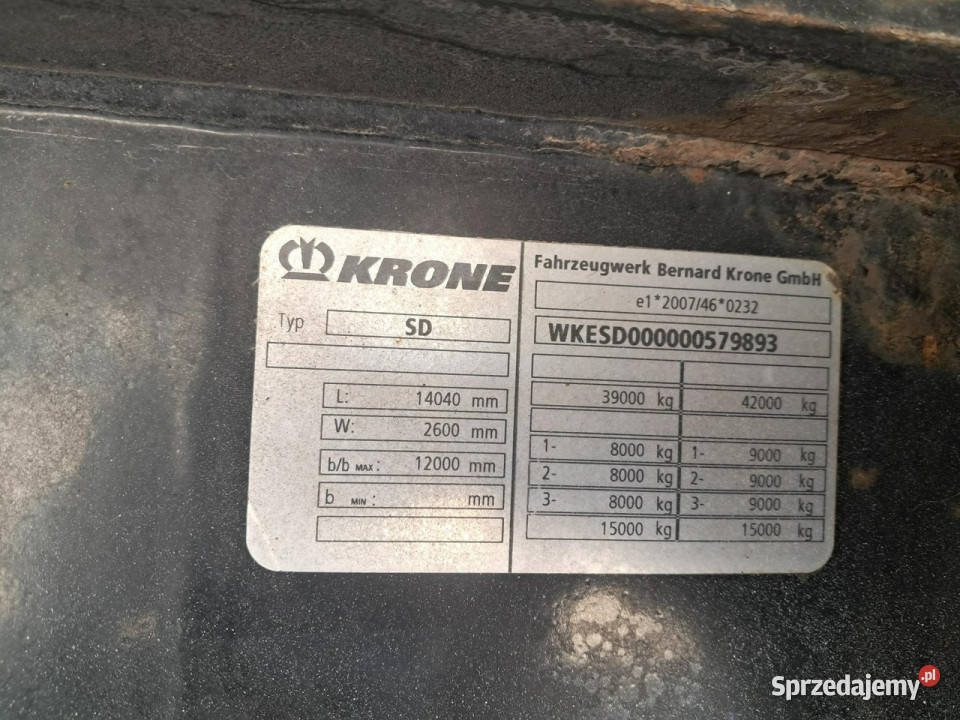 KRONE
Typ SD
L: 14040 mm
W: 2600 mm
b/b MAX: 12000 mm
b MIN: mm
Fahrzeugwerk Bernard Krone GmbH
e1*2007/46*0232
WKESD000000579893
39000 kg 42000 kg
1- 8000 kg 1- 9000 kg
2- 8000 kg 2- 9000 kg
3- 8000 kg 3- 9000 kg
15000 kg 15000 kg
Sprzedajemy.pl